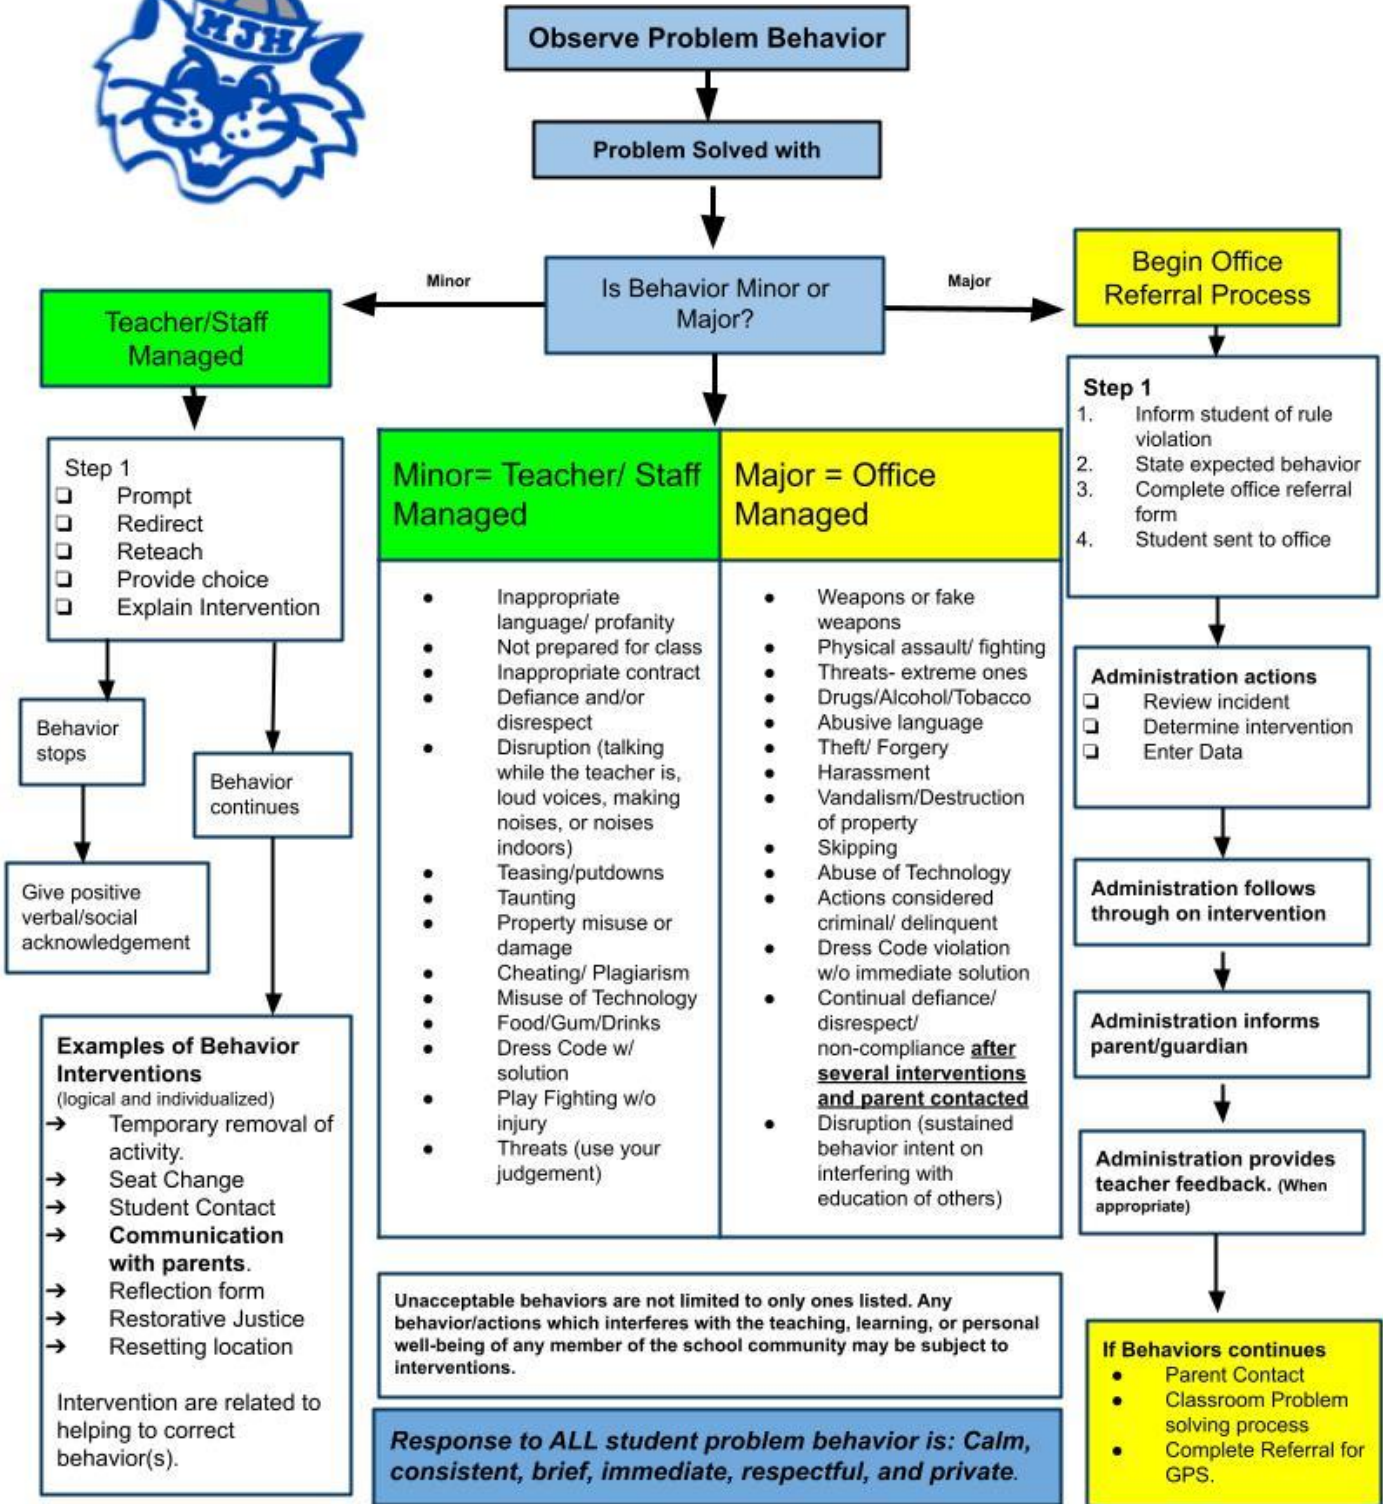 MJH
Observe Problem Behavior
Problem Solved with
Is Behavior Minor or
Major?
Minor
Major
Teacher/Staff
Managed
Step 1
❏ Prompt
❏ Redirect
❏ Reteach
❏ Provide choice
❏ Explain Intervention
Behavior
stops
Behavior
continues
Give positive
verbal/social
acknowledgement
Examples of Behavior
Interventions
(logical and individualized)
➔ Temporary removal of
activity.
➔ Seat Change
➔ Student Contact
➔ Communication
with parents.
➔ Reflection form
➔ Restorative Justice
➔ Resetting location
Intervention are related to
helping to correct
behavior(s).
Minor= Teacher/ Staff
Managed
● Inappropriate
language/ profanity
● Not prepared for class
● Inappropriate contract
● Defiance and/or
disrespect
● Disruption (talking
while the teacher is,
loud voices, making
noises, or noises
indoors)
● Teasing/putdowns
● Taunting
● Property misuse or
damage
● Cheating/ Plagiarism
● Misuse of Technology
● Food/Gum/Drinks
● Dress Code w/
solution
● Play Fighting w/o
injury
● Threats (use your
judgement)
Major = Office
Managed
● Weapons or fake
weapons
● Physical assault/ fighting
● Threats- extreme ones
● Drugs/Alcohol/Tobacco
● Abusive language
● Theft/ Forgery
● Harassment
● Vandalism/Destruction
of property
● Skipping
● Abuse of Technology
● Actions considered
criminal/ delinquent
● Dress Code violation
w/o immediate solution
● Continual defiance/
disrespect/
non-compliance after
several interventions
and parent contacted
● Disruption (sustained
behavior intent on
interfering with
education of others)
Unacceptable behaviors are not limited to only ones listed. Any
behavior/actions which interferes with the teaching, learning, or personal
well-being of any member of the school community may be subject to
interventions.
Response to ALL student problem behavior is: Calm,
consistent, brief, immediate, respectful, and private.
Begin Office
Referral Process
Step 1
1. Inform student of rule
violation
2. State expected behavior
3. Complete office referral
form
4. Student sent to office
Administration actions
❏ Review incident
❏ Determine intervention
❏ Enter Data
Administration follows
through on intervention
Administration informs
parent/guardian
Administration provides
teacher feedback. (When
appropriate)
If Behaviors continues
● Parent Contact
● Classroom Problem
solving process
● Complete Referral for
GPS.